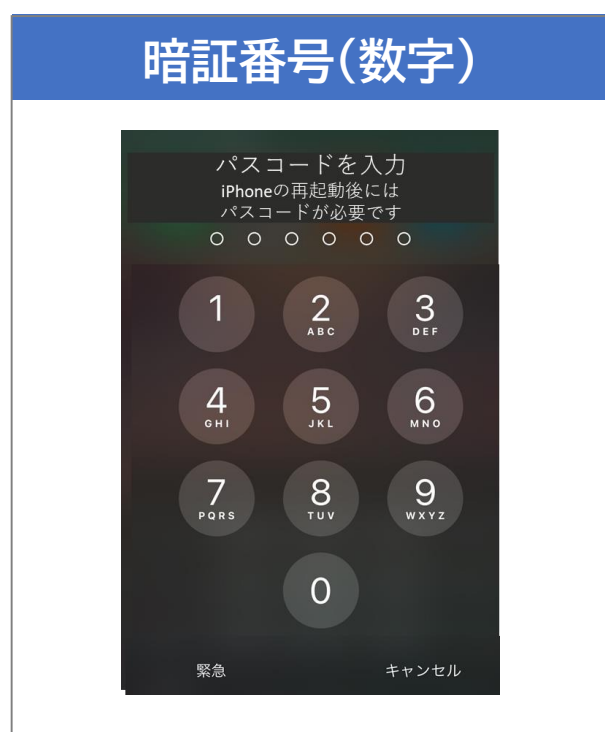 暗証番号(数字)
パスコードを入力
iPhoneの再起動後には
パスコードが必要です
1 2 3
ABC DEF
4 5 6
GHI JKL MNO
7 8 9
PQRS TUV WXYZ
0
緊急 キャンセル